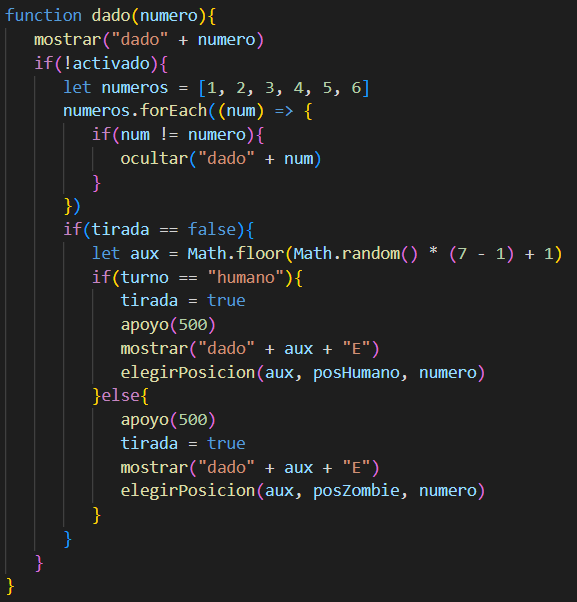 function dado(numero){
   mostrar("dado" + numero)
   if(!activado){
      let numeros = [1, 2, 3, 4, 5, 6]
      numeros.forEach((num) => {
         if(num != numero){
            ocultar("dado" + num)
         }
      })
      if(tirada == false){
         let aux = Math.floor(Math.random() * (7 - 1) + 1)
         if(turno == "humano"){
            tirada = true
            apoyo(500)
            mostrar("dado" + aux + "E")
            elegirPosicion(aux, posHumano, numero)
         }else{
            apoyo(500)
            tirada = true
            mostrar("dado" + aux + "E")
            elegirPosicion(aux, posZombie, numero)
         }
      }
   }
}